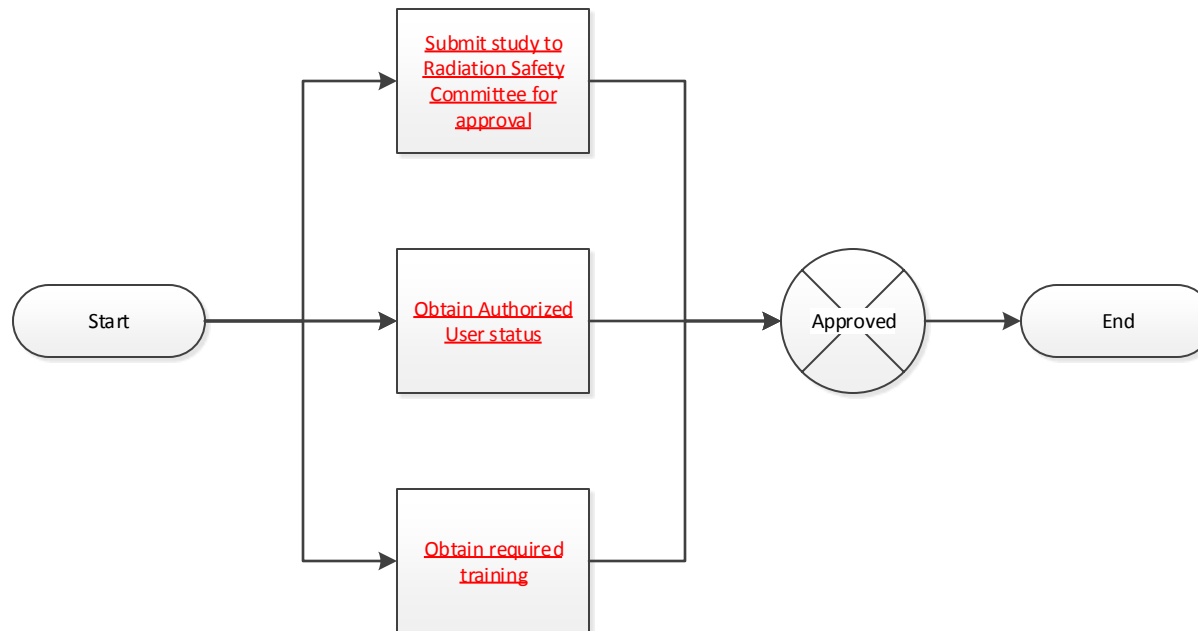 Submit study to
Radiation Safety
Committee for
approval
Start
Obtain Authorized
User status
Approved
End
Obtain required
training